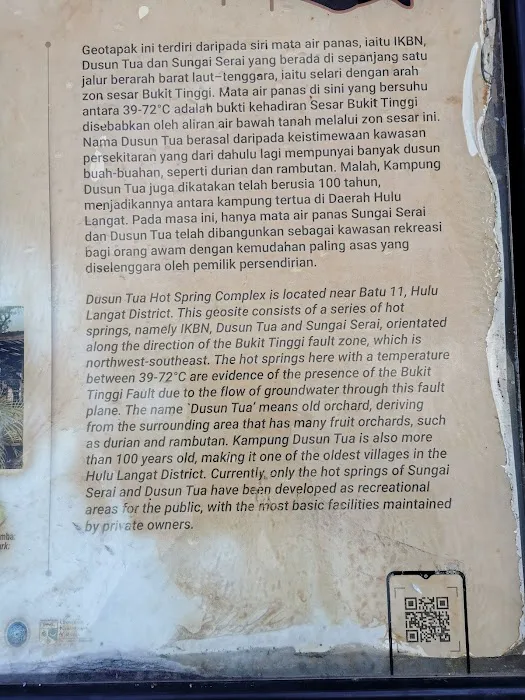 Geotapak ini terdiri daripada siri mata air panas, iaitu IKBN,
Dusun Tua dan Sungai Serai yang berada di sepanjang satu
jalur berarah barat laut-tenggara, iaitu selari dengan arah
zon sesar Bukit Tinggi. Mata air panas di sini yang bersuhu
antara 39-72°C adalah bukti kehadiran Sesar Bukit Tinggi
disebabkan oleh aliran air bawah tanah melalui zon sesar ini.
Nama Dusun Tua berasal daripada keistimewaan kawasan
persekitaran yang dari dahulu lagi mempunyai banyak dusun
buah-buahan, seperti durian dan rambutan. Malah, Kampung
Dusun Tua juga dikatakan telah berusia 100 tahun,
menjadikannya antara kampung tertua di Daerah Hulu
Langat. Pada masa ini, hanya mata air panas Sungai Serai
dan Dusun Tua telah dibangunkan sebagai kawasan rekreasi
bagi orang awam dengan kemudahan paling asas yang
diselenggara oleh pemilik persendirian.
Dusun Tua Hot Spring Complex is located near Batu 11, Hulu
Langat District. This geosite consists of a series of hot
springs, namely IKBN, Dusun Tua and Sungai Serai, orientated
along the direction of the Bukit Tinggi fault zone, which is
northwest-southeast. The hot springs here with a temperature
between 39-72°C are evidence of the presence of the Bukit
Tinggi Fault due to the flow of groundwater through this fault
plane. The name `Dusun Tua' means old orchard, deriving
from the surrounding area that has many fruit orchards, such
as durian and rambutan. Kampung Dusun Tua is also more
than 100 years old, making it one of the oldest villages in the
Hulu Langat District. Currently, only the hot springs of Sungai
Serai and Dusun Tua have been developed as recreational
areas for the public, with the most basic facilities maintained
by private owners.